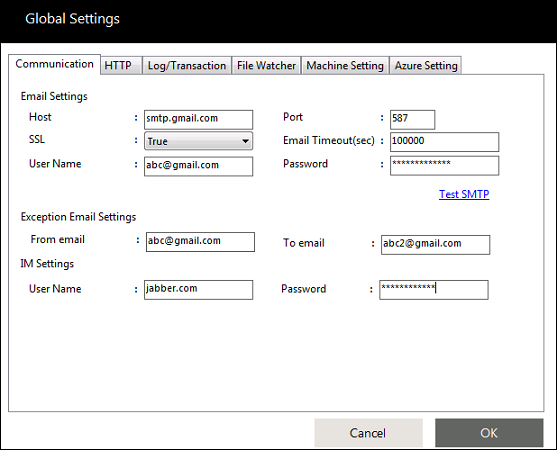 Global Settings
Communication HTTP Log/Transaction File Watcher Machine Setting Azure Setting
Email Settings
Host : smtp.gmail.com Port : 587
SSL : True Email Timeout(sec) : 100000
User Name : abc@gmail.com Password : *************
Test SMTP
Exception Email Settings
From email : abc@gmail.com To email : abc2@gmail.com
IM Settings
User Name : jabber.com Password : ************
Cancel OK